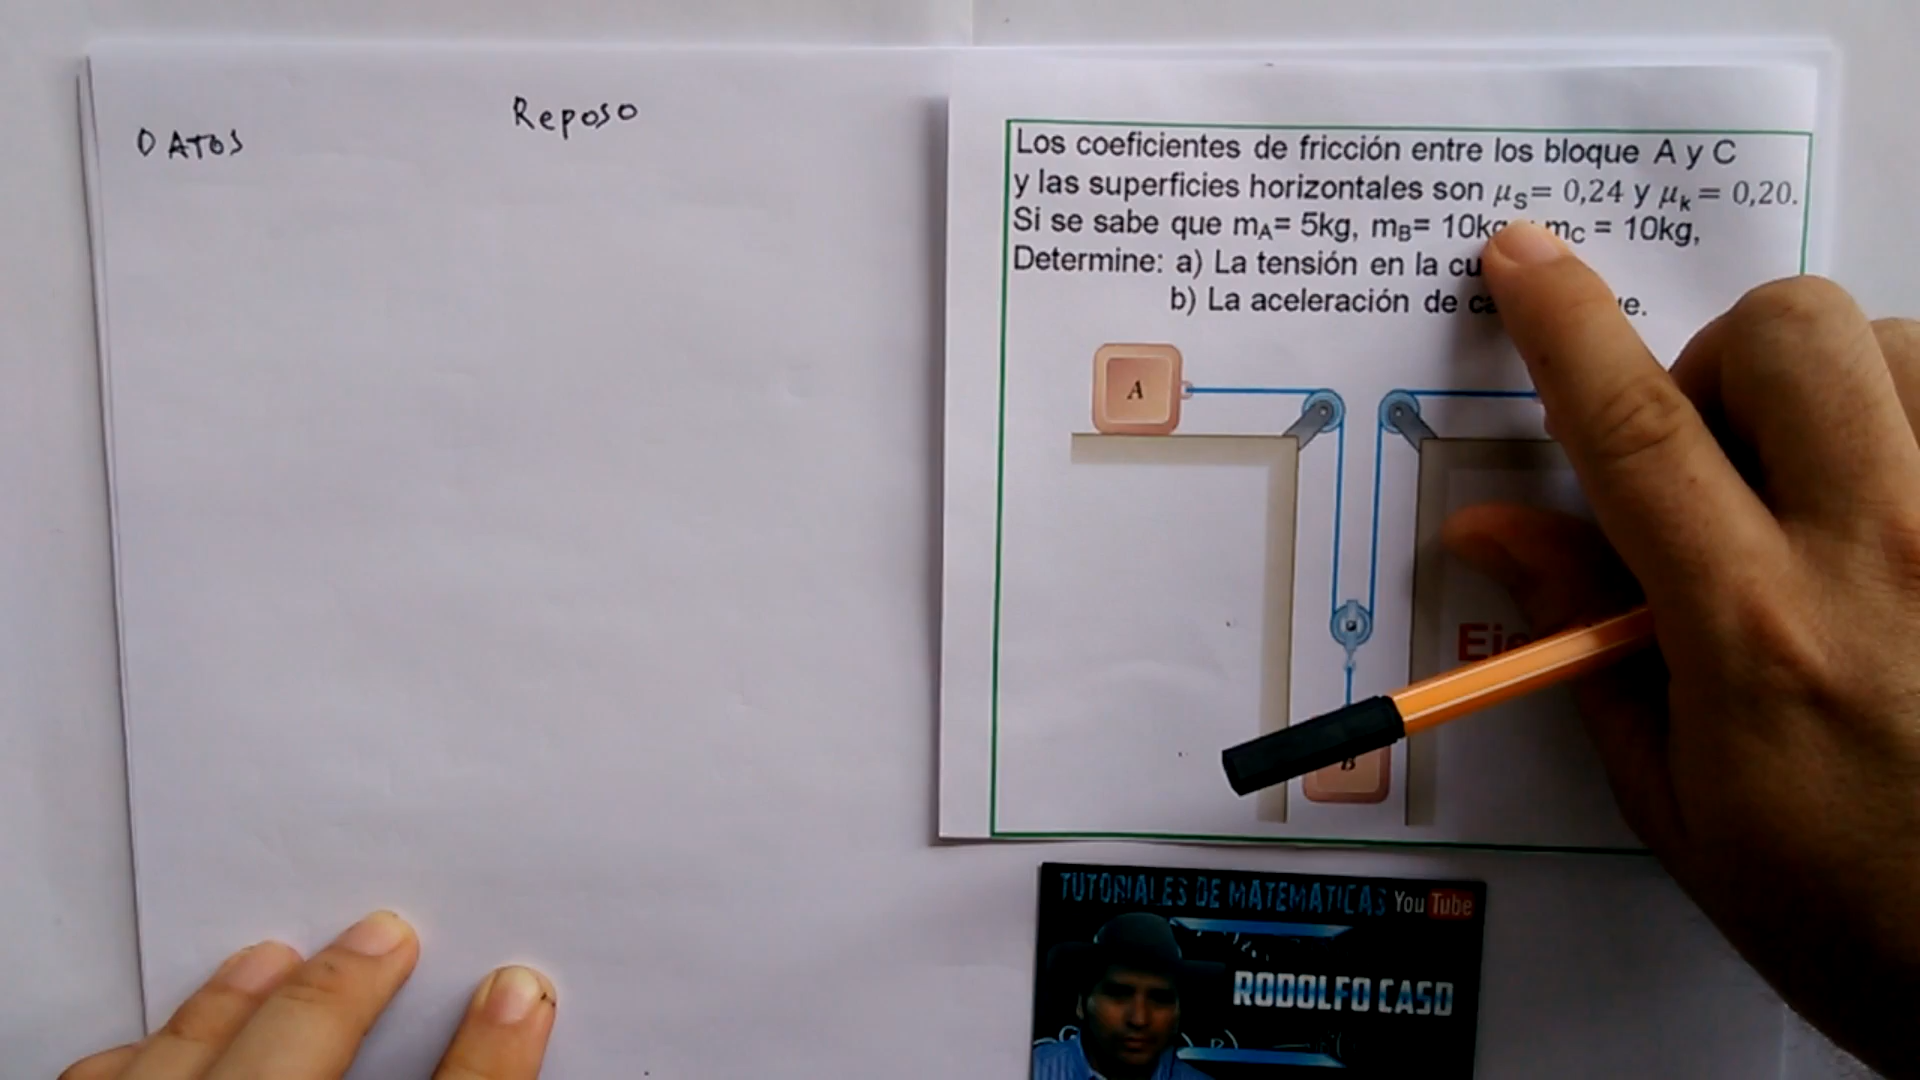 DATOS
Reposo
Los coeficientes de fricción entre los bloque A y C
y las superficies horizontales son μS= 0,24 y μk = 0,20.
Si se sabe que mA= 5kg, mB= 10kg mC = 10kg,
Determine: a) La tensión en la
b) La aceleración de
A
B
TUTORIALES DE MATEMATICAS YouTube
RODOLFO CASO